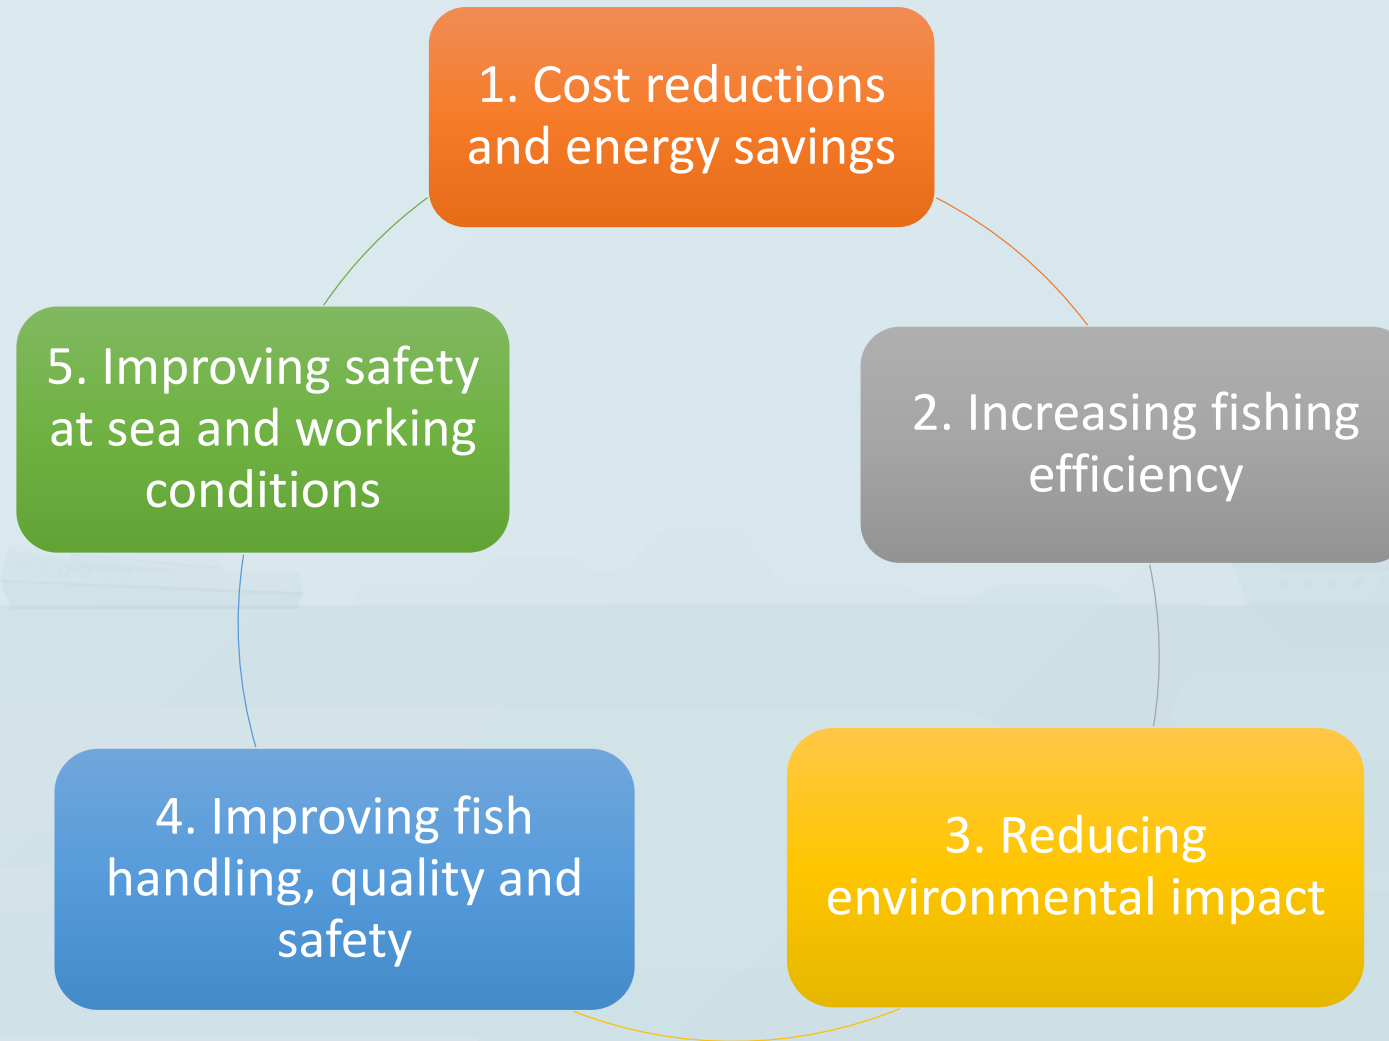 1. Cost reductions
and energy savings
2. Increasing fishing
efficiency
3. Reducing
environmental impact
4. Improving fish
handling, quality and
safety
5. Improving safety
at sea and working
conditions